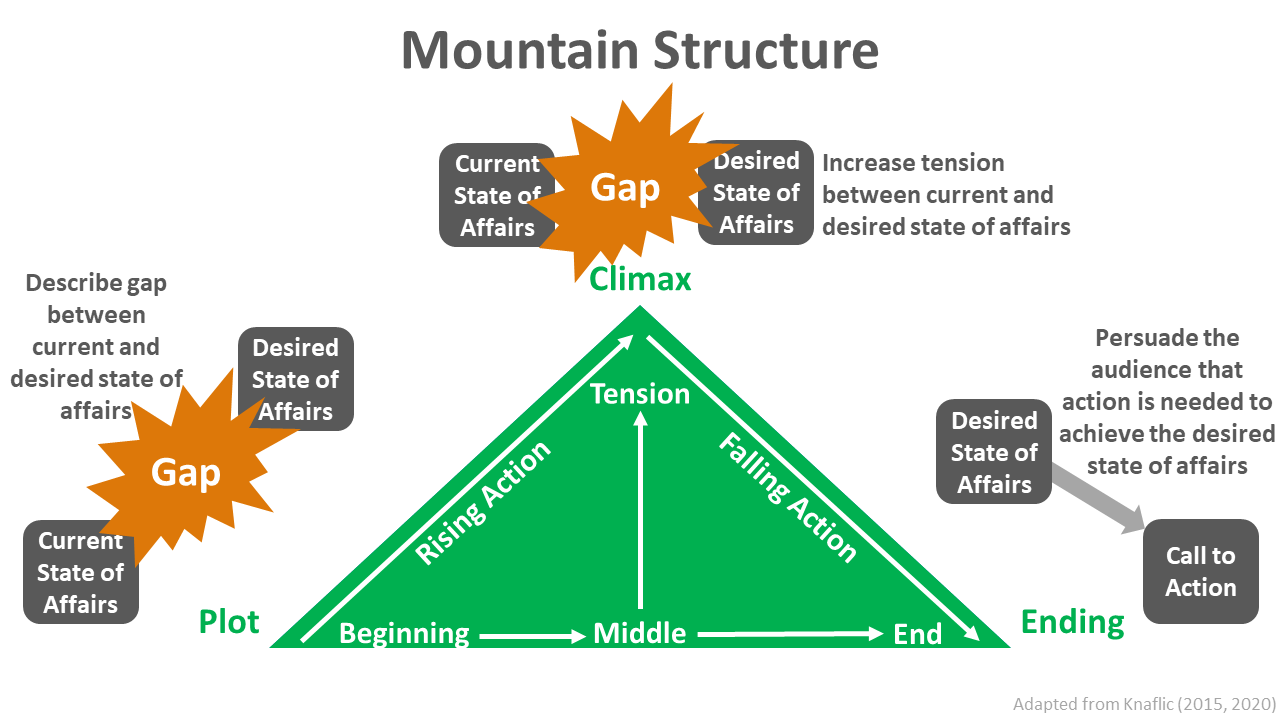 Mountain Structure
Current
State of
Affairs
Gap
Desired
State of
Affairs
Increase tension
between current and
desired state of affairs
Climax
Describe gap
between
current and
desired state of
affairs
Desired
State of
Affairs
Gap
Current
State of
Affairs
Plot
Rising Action
Tension
Falling Action
Beginning
Middle
End
Persuade the
audience that
action is needed to
achieve the desired
state of affairs
Desired
State of
Affairs
Call to
Action
Ending
Adapted from Knaflic (2015, 2020)